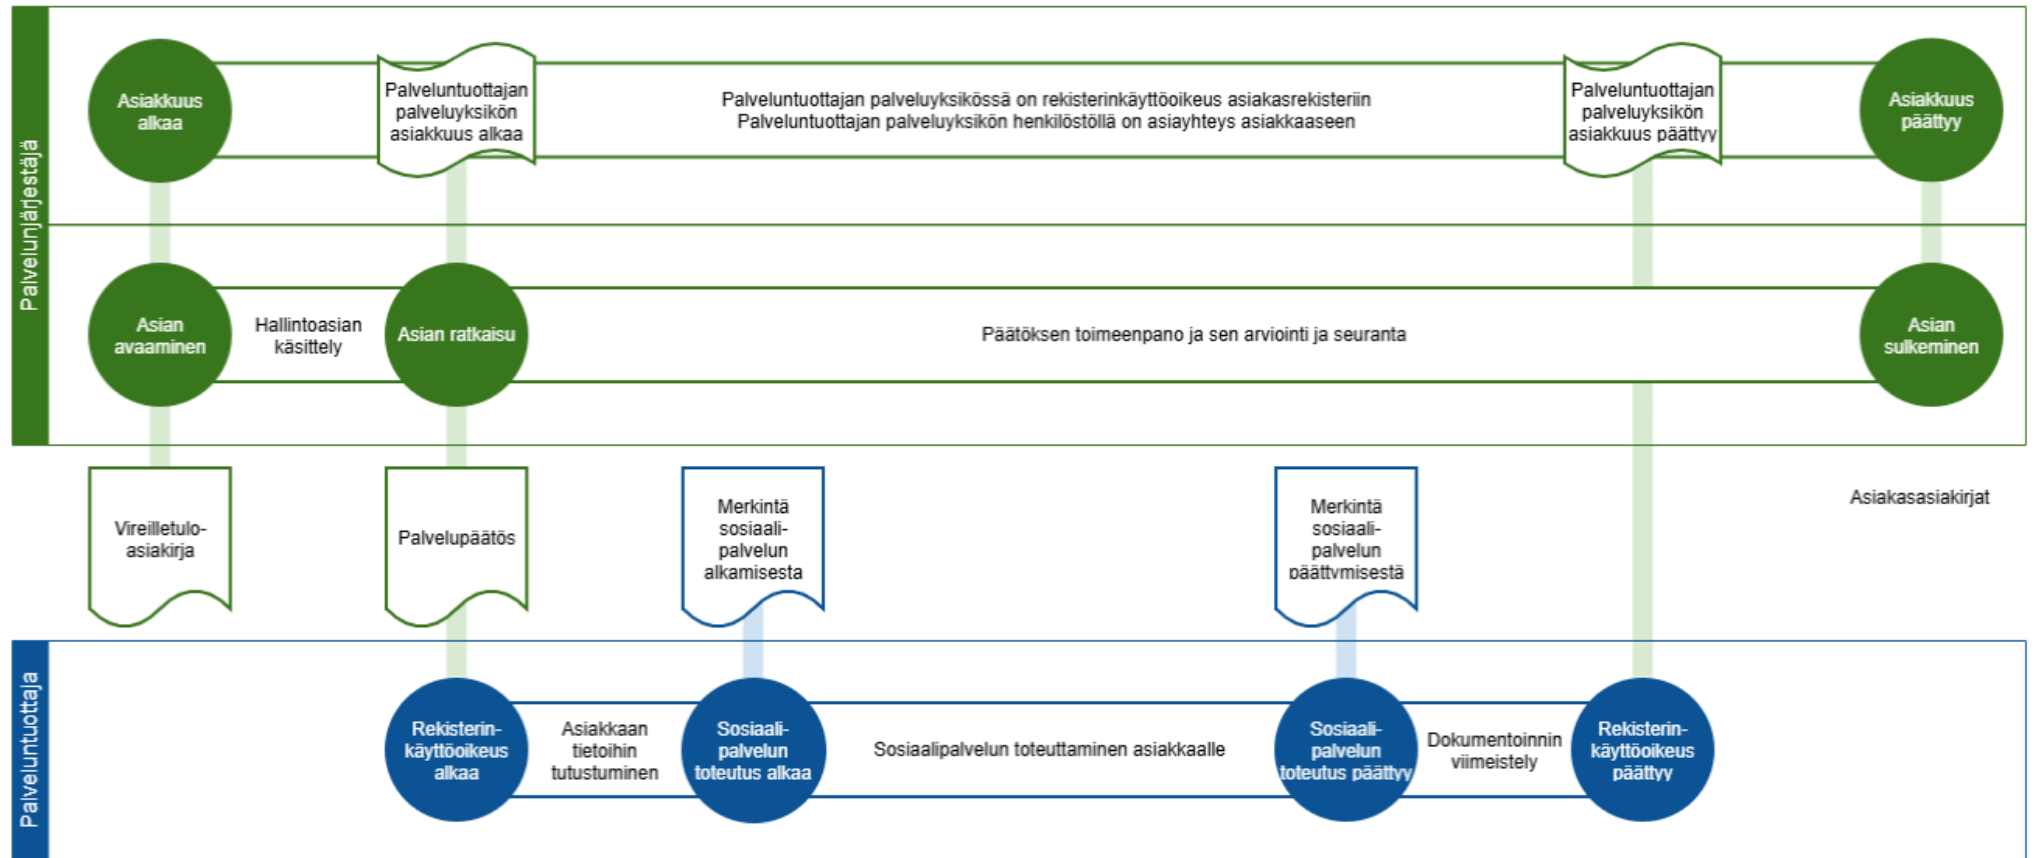 Palvelunjärjestäjä
Asiakkuus
alkaa
Palveluntuottajan
palveluyksikön
asiakkuus alkaa
Palveluntuottajan palveluyksikössä on rekisterinkäyttöoikeus asiakasrekisteriin
Palveluntuottajan palveluyksikön henkilöstöllä on asiayhteys asiakkaaseen
Palveluntuottajan
palveluyksikön
asiakkuus päättyy
Asiakkuus
päättyy
Asian
avaaminen
Hallintoasian
käsittely
Asian ratkaisu
Päätöksen toimeenpano ja sen arviointi ja seuranta
Asian
sulkeminen
Vireilletulo-
asiakirja
Palvelupäätös
Merkintä
sosiaali-
palvelun
alkamisesta
Merkintä
sosiaali-
palvelun
päättymisestä
Asiakasasiakirjat
Palveluntuottaja
Rekisterin-
käyttöoikeus
alkaa
Asiakkaan
tietoihin
tutustuminen
Sosiaali-
palvelun
toteutus alkaa
Sosiaalipalvelun toteuttaminen asiakkaalle
Sosiaali-
palvelun
toteutus päättyy
Dokumentoinnin
viimeistely
Rekisterin-
käyttöoikeus
päättyy